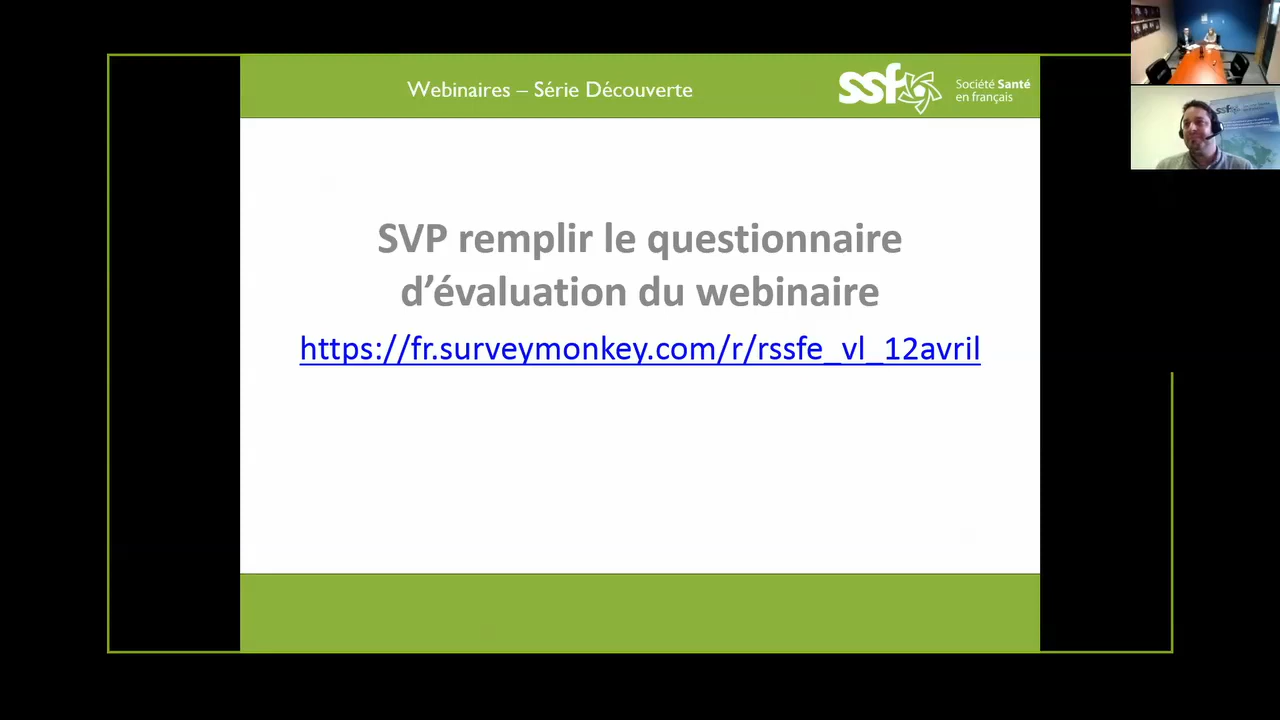 Webinaires – Série Découverte
ssf
Société Santé
en français
SVP remplir le questionnaire
d’évaluation du webinaire
https://fr.surveymonkey.com/r/rssfe_vl_12avril
ssf